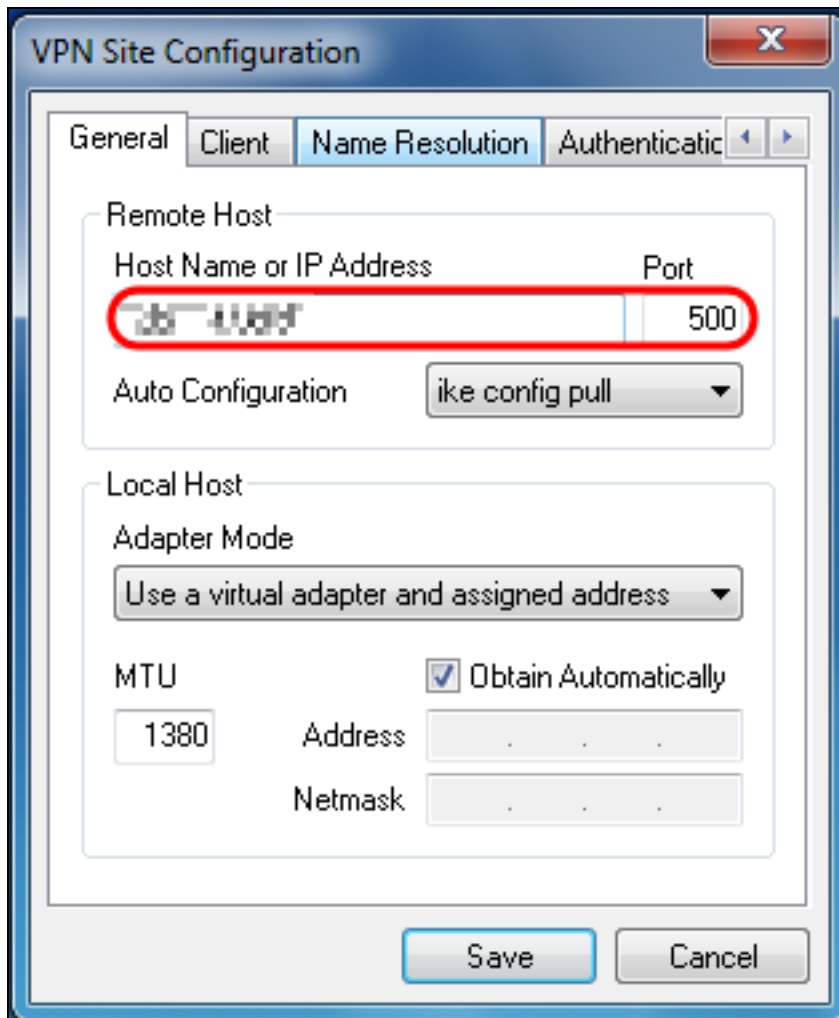 VPN Site Configuration
General Client Name Resolution Authenticatic
Remote Host
Host Name or IP Address Port
500
Auto Configuration ike config pull
Local Host
Adapter Mode
Use a virtual adapter and assigned address
MTU Obtain Automatically
1380 Address . . .
Netmask . . .
Save Cancel